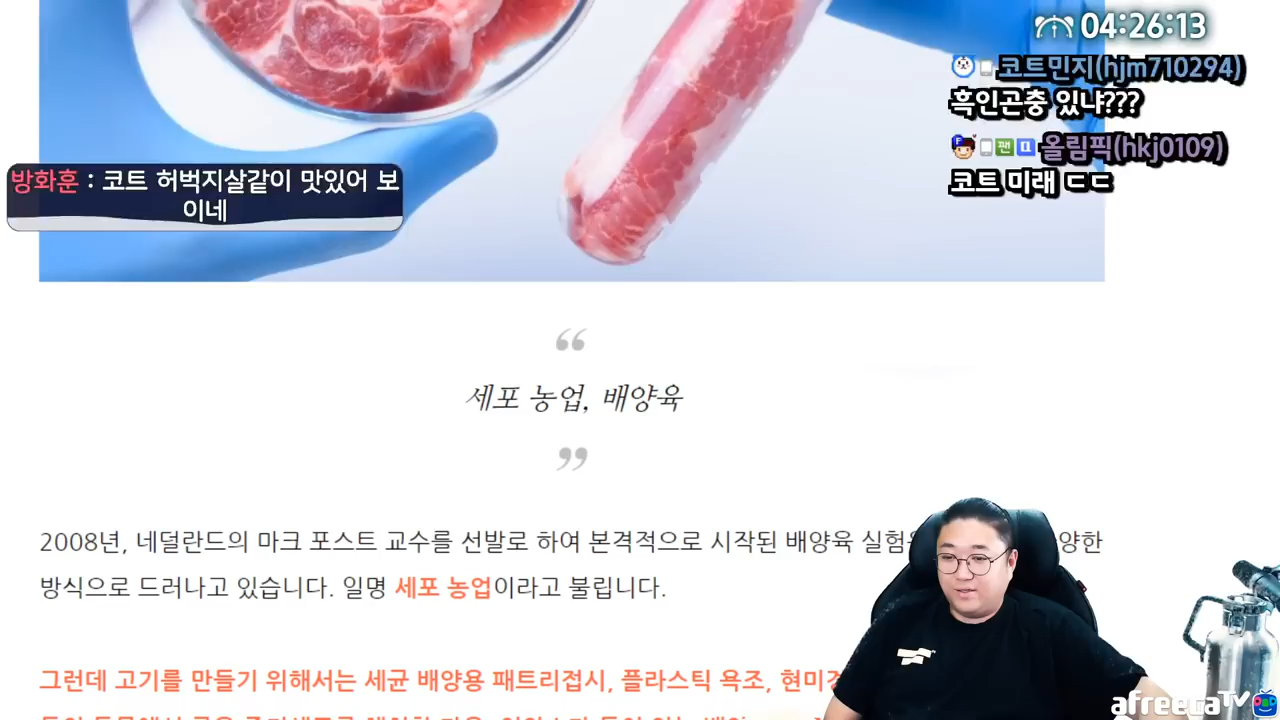 04:26:13
코트민지(hjm710294)
흑인곤충 있냐???
올림픽(hkj0109)
코트 미래 ㄷㄷ
방화훈 : 코트 허벅지살같이 맛있어 보
이네
“
세포 농업, 배양육
”
2008년, 네덜란드의 마크 포스트 교수를 선발로 하여 본격적으로 시작된 배양육 실험 양한
방식으로 드러나고 있습니다. 일명 세포 농업이라고 불립니다.
그런데 고기를 만들기 위해서는 세균 배양용 패트리접시, 플라스틱 욕조, 현미
afreecaTV